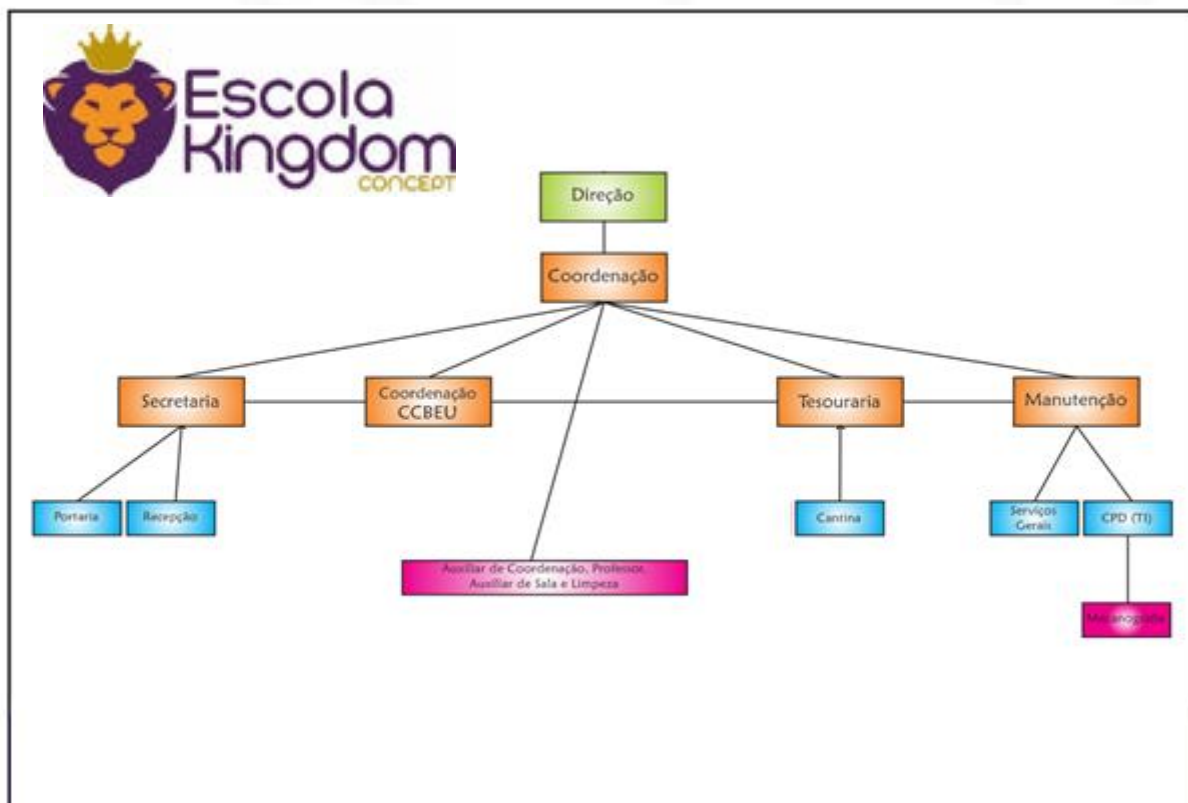 Escola
Kingdom
CONCEPT
Direção
Coordenação
Secretaria
Coordenação
CCBEU
Tesouraria
Manutenção
Portaria
Recepção
Cantina
Serviços
Gerais
CPD (TI)
Auxiliar de Coordenação, Professor,
Auxiliar de Sala e Limpeza
Mecanografia